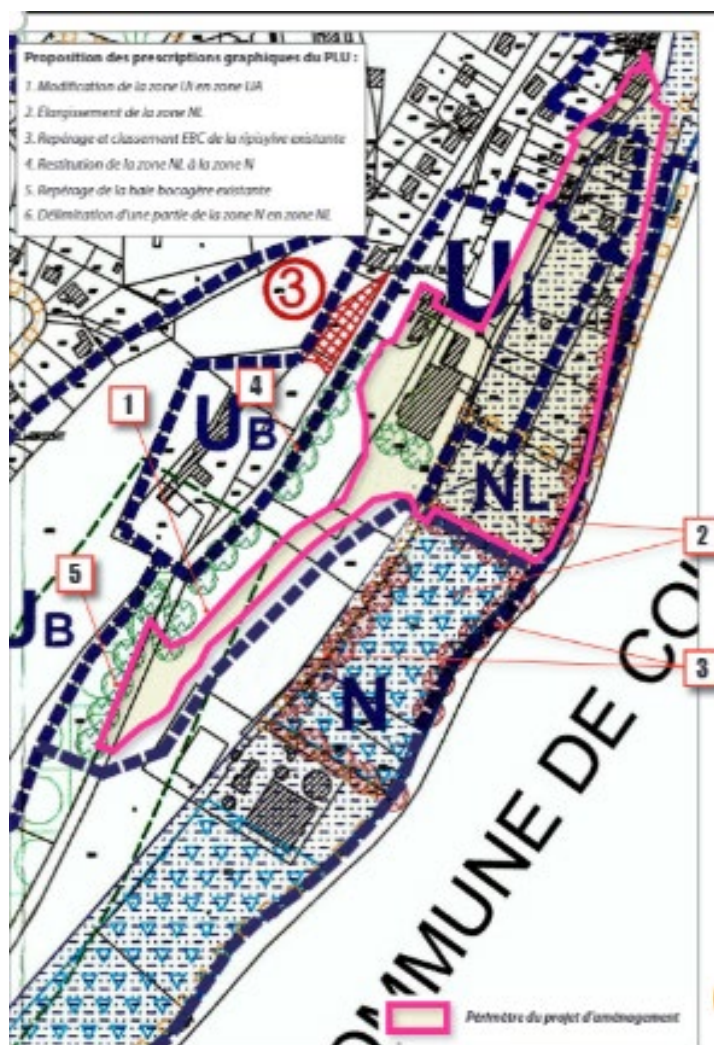 Proposition des prescriptions graphiques du PLU :
1. Modification de la zone Ui en zone UA
2. Elargissement de la zone NL
3. Repérage et classement EBC de la ripisylve existante
4. Restitution de la zone NL à la zone N
5. Repérage de la haie bocagère existante
6. Délimitation d'une partie de la zone N en zone NL
3
Ui
4
1
UB
NL
2
5
UB
3
N
COMMUNE DE COU
Périmètre du projet d'aménagement